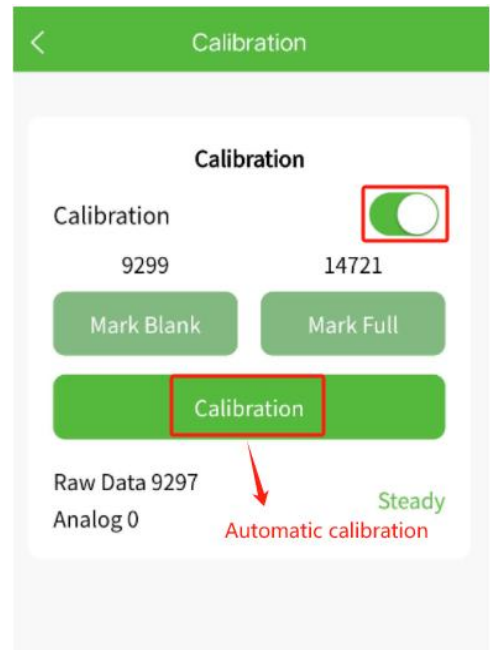 Calibration
Calibration
Calibration
9299 14721
Mark Blank Mark Full
Calibration
Raw Data 9297
Steady
Analog 0
Automatic calibration